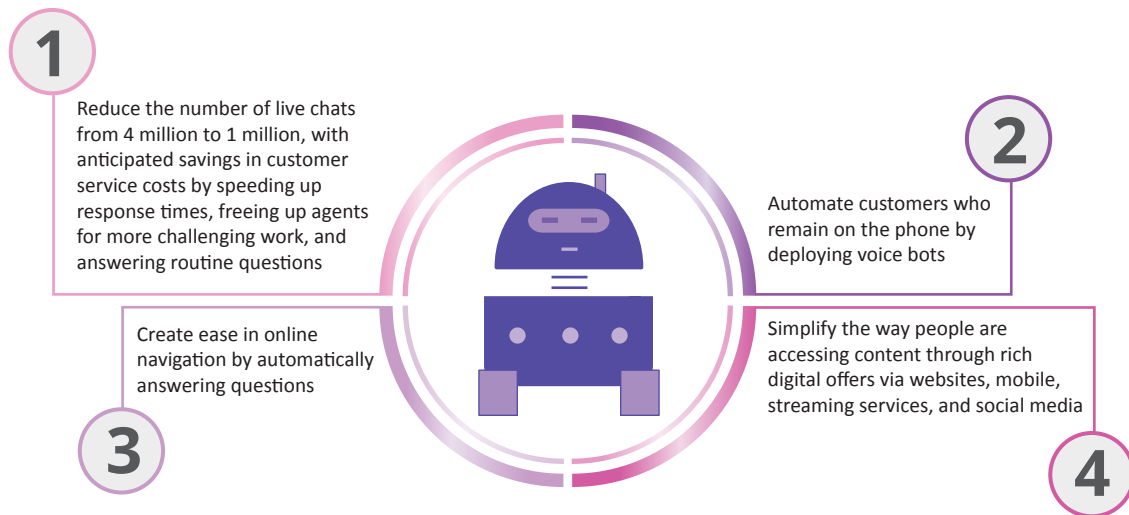 1
Reduce the number of live chats
from 4 million to 1 million, with
anticipated savings in customer
service costs by speeding up
response times, freeing up agents
for more challenging work, and
answering routine questions
2
Automate customers who
remain on the phone by
deploying voice bots
3
Create ease in online
navigation by automatically
answering questions
4
Simplify the way people are
accessing content through rich
digital offers via websites, mobile,
streaming services, and social media